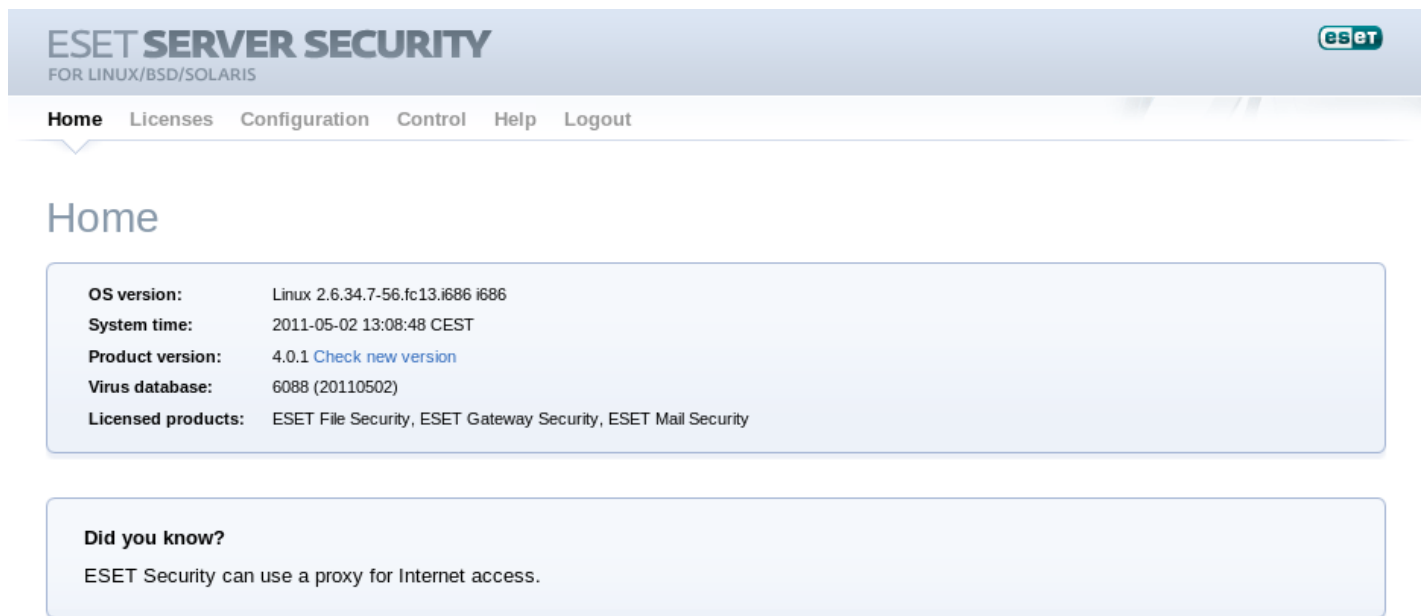 ESET SERVER SECURITY
FOR LINUX/BSD/SOLARIS
eset
Home Licenses Configuration Control Help Logout
Home
OS version: Linux 2.6.34.7-56.fc13.i686 i686
System time: 2011-05-02 13:08:48 CEST
Product version: 4.0.1 Check new version
Virus database: 6088 (20110502)
Licensed products: ESET File Security, ESET Gateway Security, ESET Mail Security
Did you know?
ESET Security can use a proxy for Internet access.